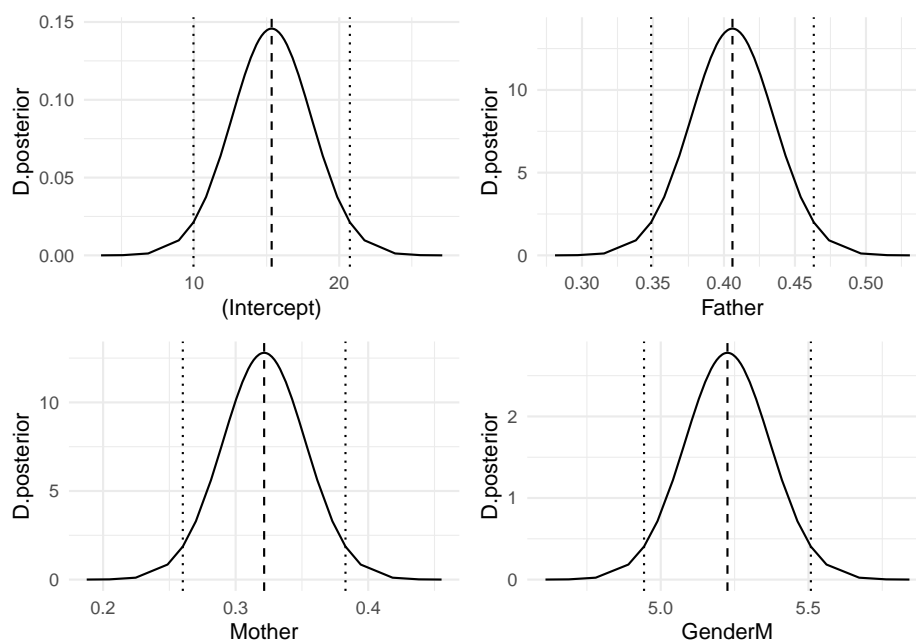 D.posterior
0.15
0.10
0.05
0.00
10 20
(Intercept)
D.posterior
10
5
0
0.30 0.35 0.40 0.45 0.50
Father
D.posterior
10
5
0
0.2 0.3 0.4
Mother
D.posterior
2
1
0
5.0 5.5
GenderM